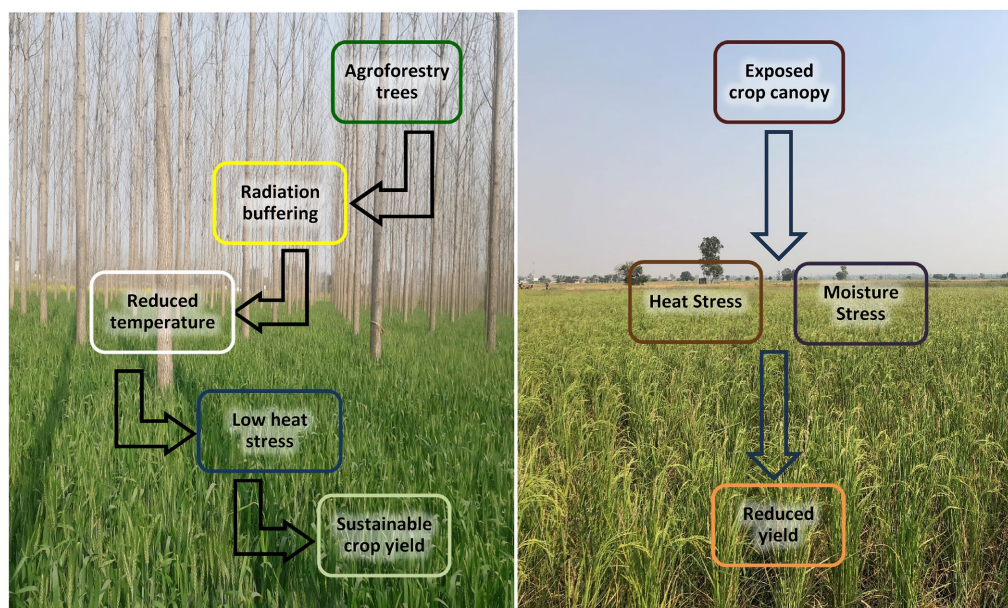 Agroforestry
trees
Radiation
buffering
Reduced
temperature
Low heat
stress
Sustainable
crop yield
Exposed
crop canopy
Heat Stress
Moisture
Stress
Reduced
yield